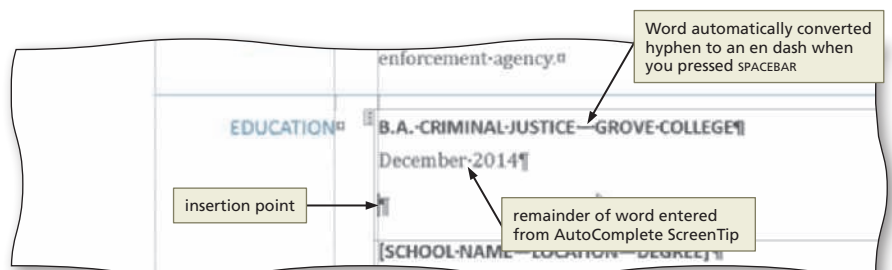 Word automatically converted
hyphen to an en dash when
you pressed SPACEBAR
enforcement·agency.¤
EDUCATION¤
B.A.·CRIMINAL·JUSTICE·–·GROVE·COLLEGE¶
December·2014¶
insertion point
¶
remainder of word entered
from AutoComplete ScreenTip
[SCHOOL·NAME·–·LOCATION·–·DEGREE]¶